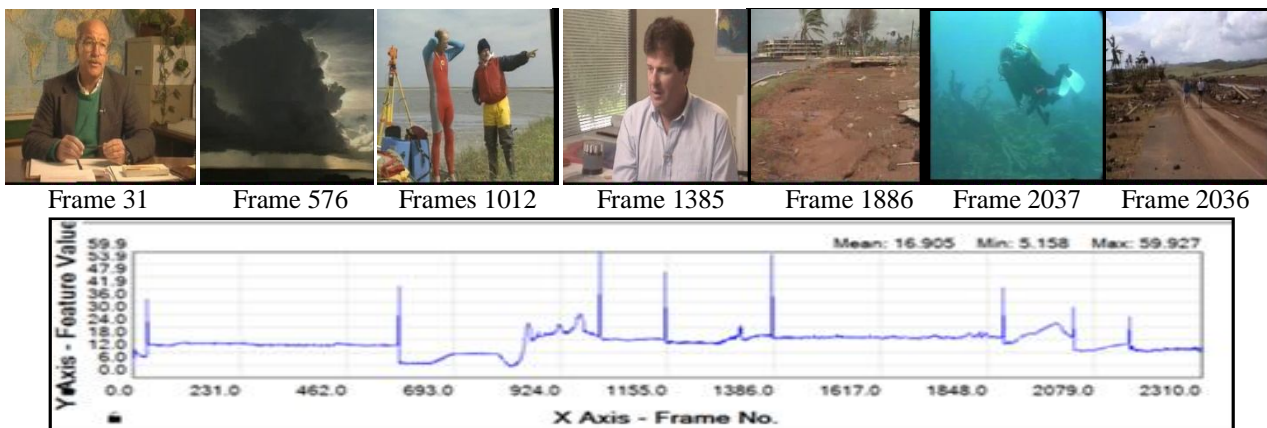 Frame 31 Frame 576 Frames 1012 Frame 1385 Frame 1886 Frame 2037 Frame 2036
Mean: 16.905 Min: 5.158 Max: 59.927
Axis - Feature Value
59.9
53.9
47.9
41.9
36.0
30.0
24.0
18.0
12.0
6.0
0.0
0.0 231.0 462.0 693.0 924.0 1155.0 1386.0 1617.0 1848.0 2079.0 2310.0
X Axis - Frame No.